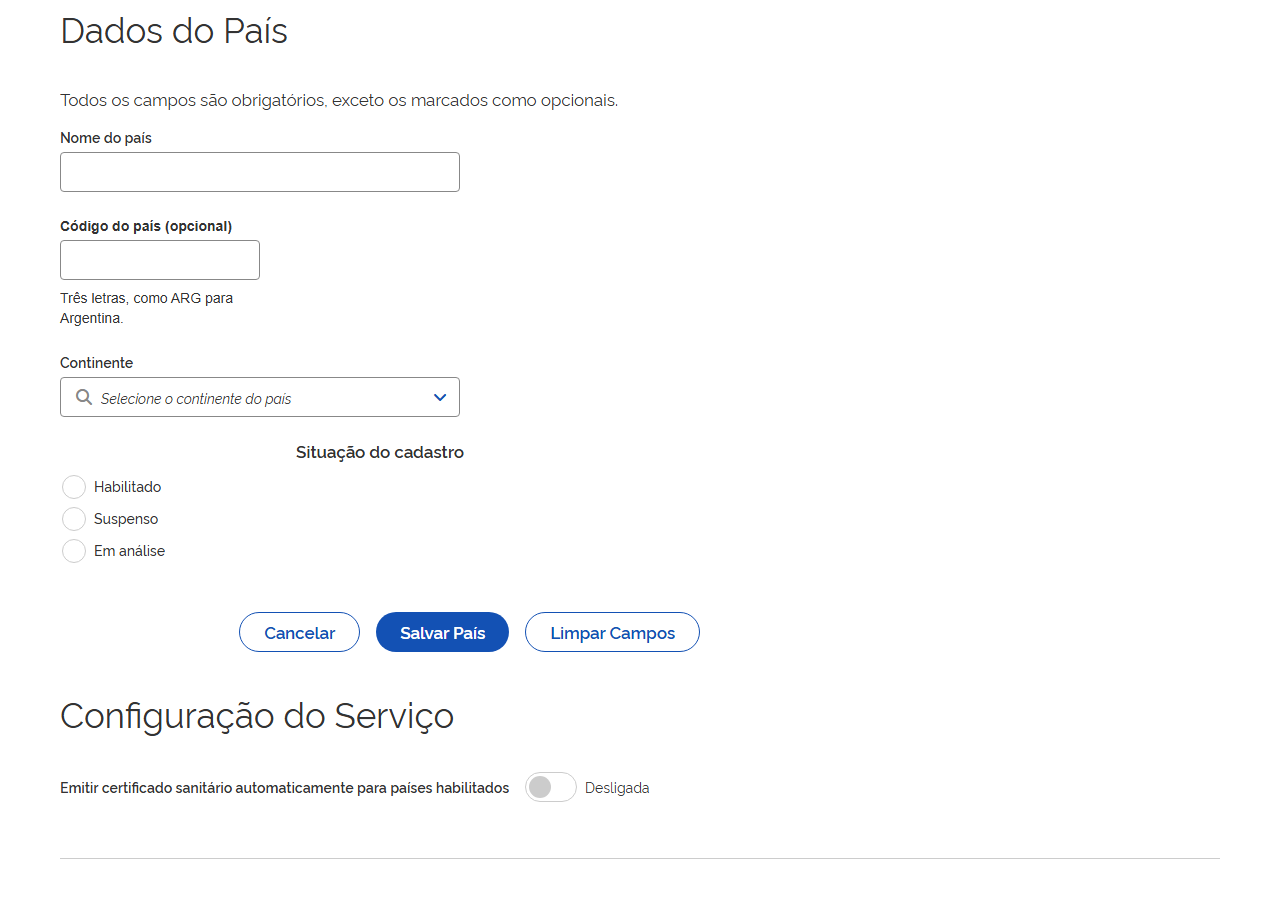 Dados do País
Todos os campos são obrigatórios, exceto os marcados como opcionais.
Nome do país
Código do país (opcional)
Três letras, como ARG para
Argentina.
Continente
Selecione o continente do país
Situação do cadastro
Habilitado
Suspenso
Em análise
Cancelar Salvar País Limpar Campos
Configuração do Serviço
Emitir certificado sanitário automaticamente para países habilitados Desligada